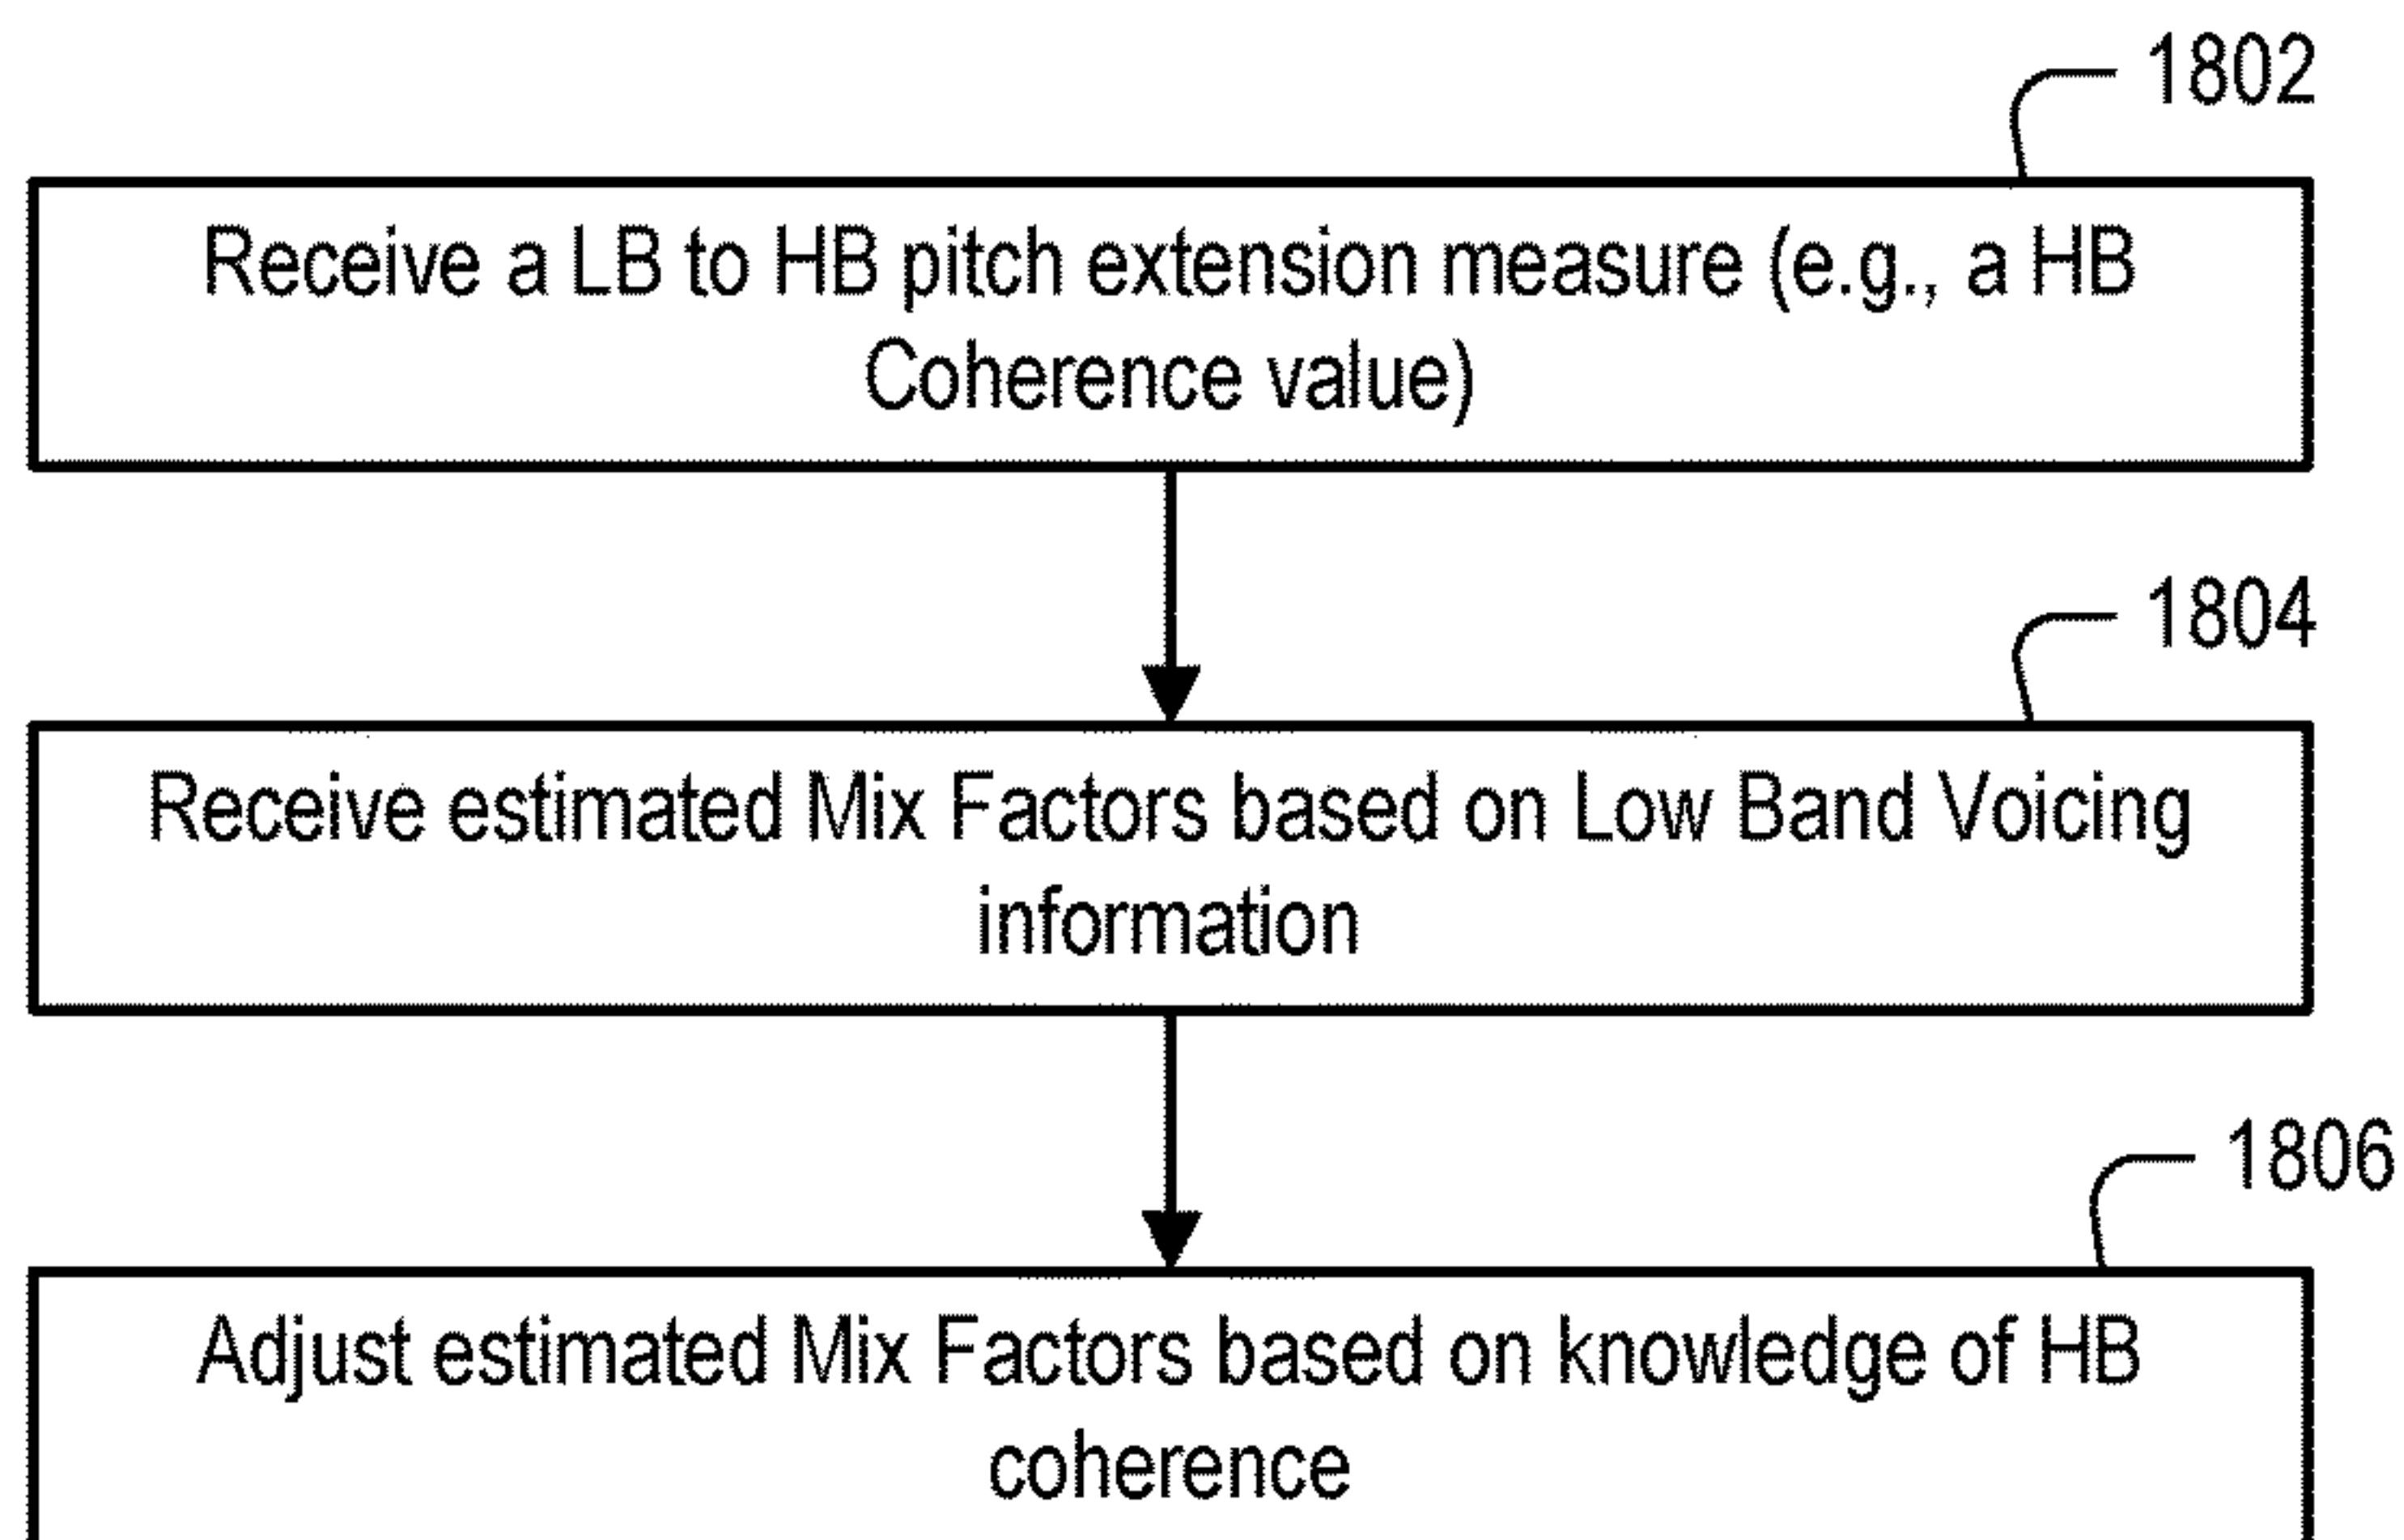 1802
Receive a LB to HB pitch extension measure (e.g., a HB
Coherence value)
1804
Receive estimated Mix Factors based on Low Band Voicing
information
1806
Adjust estimated Mix Factors based on knowledge of HB
coherence